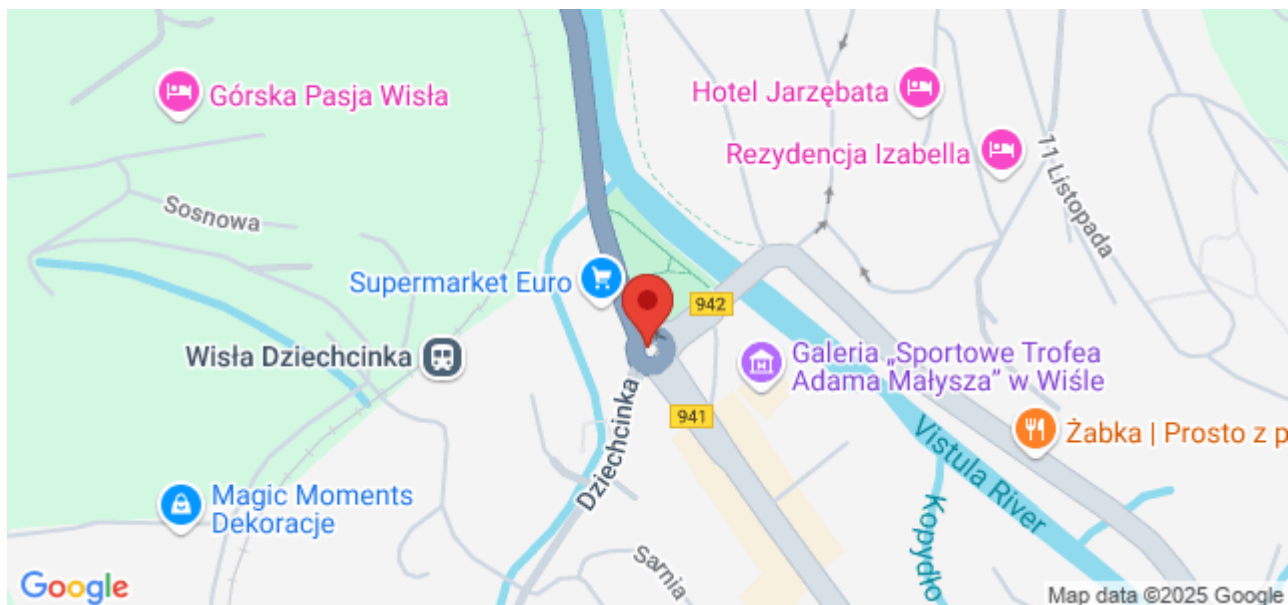 Górska Pasja Wisła
Hotel Jarzębata
Rezydencja Izabella
11 Listopada
Sosnowa
Supermarket Euro
942
Wisła Dziechcinka
Galeria „Sportowe Trofea
Adama Małysza” w Wiśle
941
Dziechcinka
Żabka | Prosto z p
Vistula River
Magic Moments
Dekoracje
Kopydło
Sarnia
Google
Map data ©2025 Google